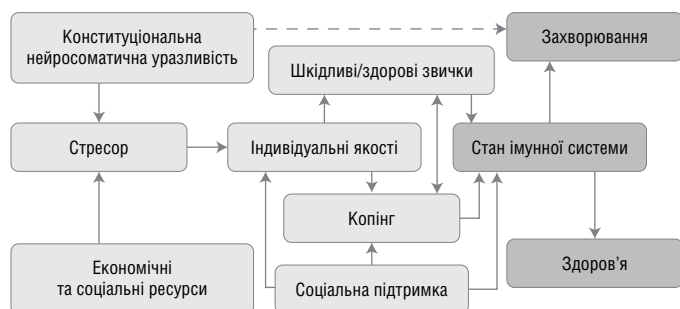 Конституціональна
нейросоматична уразливість
Захворювання
Шкідливі/здорові звички
Стресор
Індивідуальні якості
Стан імунної системи
Копінг
Економічні
та соціальні ресурси
Соціальна підтримка
Здоров’я